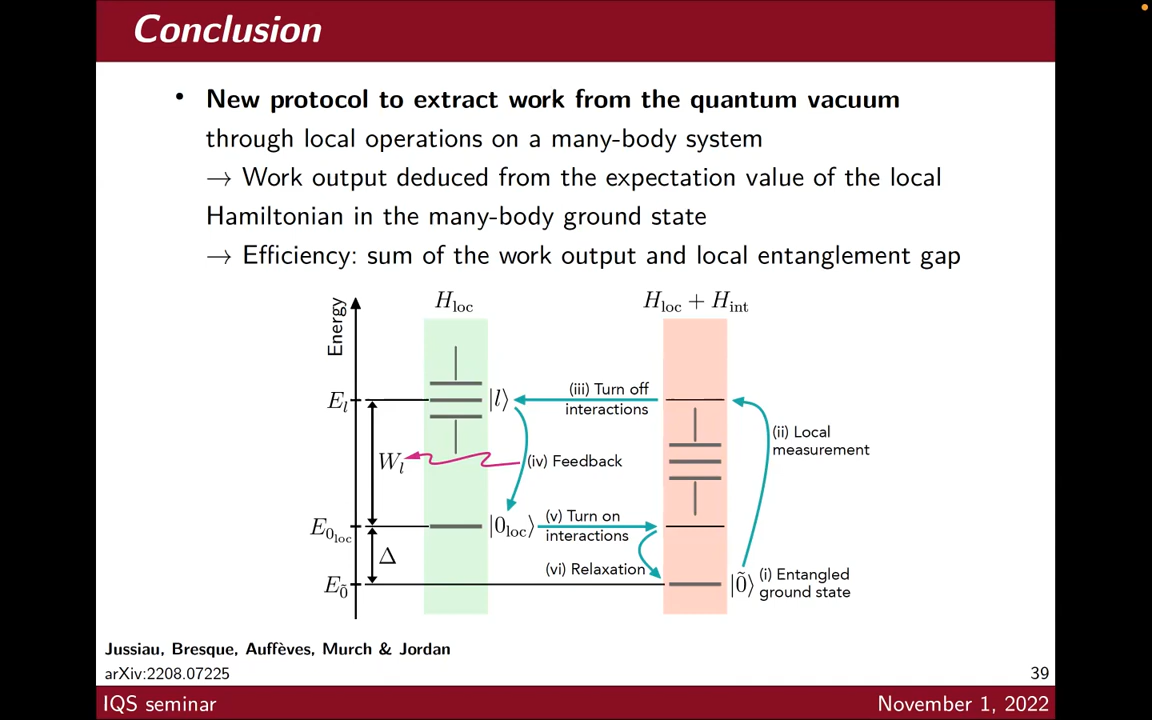 Conclusion
• New protocol to extract work from the quantum vacuum
through local operations on a many-body system
→ Work output deduced from the expectation value of the local
Hamiltonian in the many-body ground state
→ Efficiency: sum of the work output and local entanglement gap
Energy
H_loc
H_loc + H_int
E_l
|l⟩
(iii) Turn off
interactions
(ii) Local
measurement
W_l
(iv) Feedback
E_{0_loc}
|0_loc⟩
(v) Turn on
interactions
Δ
(vi) Relaxation
E_0̃
|0̃⟩
(i) Entangled
ground state
Jussiau, Bresque, Auffèves, Murch & Jordan
arXiv:2208.07225
39
IQS seminar
November 1, 2022